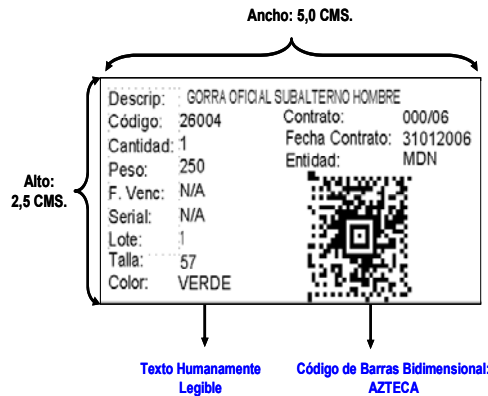 Ancho: 5,0 CMS.
Alto:
2,5 CMS.
Descrip: GORRA OFICIAL SUBALTERNO HOMBRE
Código: 26004
Contrato: 000/06
Cantidad: 1
Fecha Contrato: 31012006
Peso: 250
Entidad: MDN
F. Venc: N/A
Serial: N/A
Lote: 1
Talla: 57
Color: VERDE
Texto Humanamente
Legible
Código de Barras Bidimensional:
AZTECA